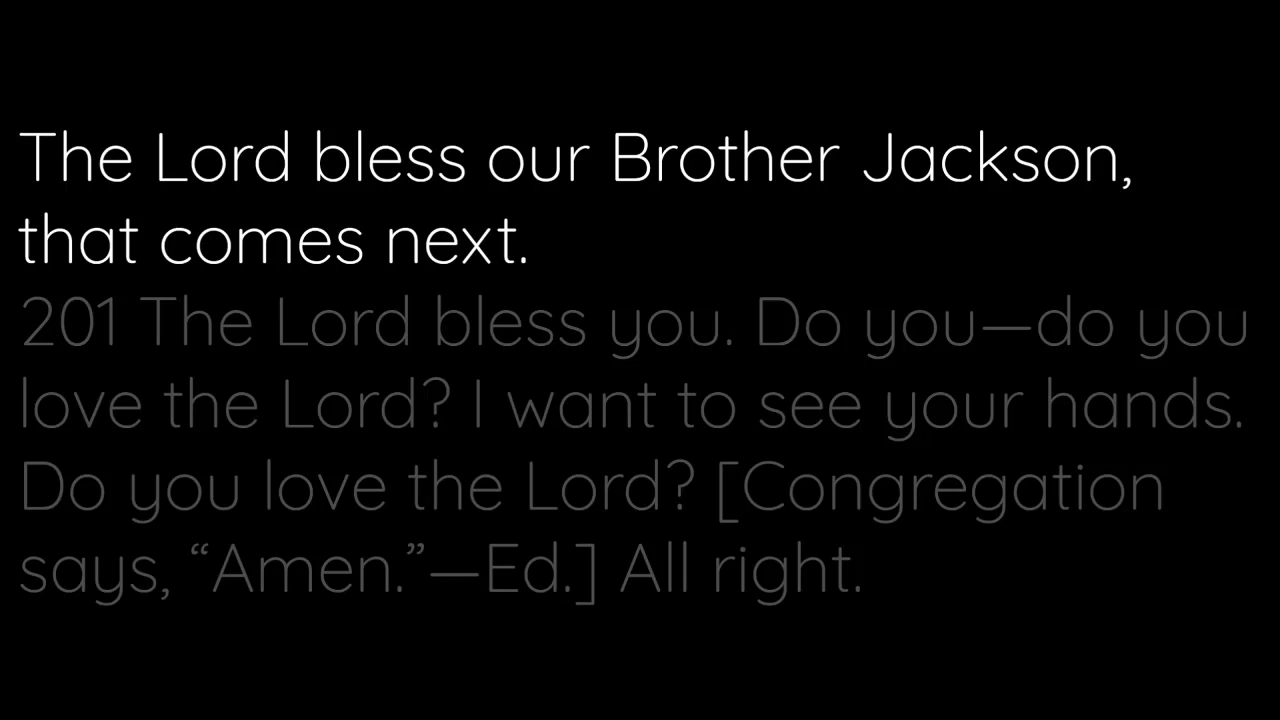 The Lord bless our Brother Jackson,
that comes next.
201 The Lord bless you. Do you—do you
love the Lord? I want to see your hands.
Do you love the Lord? [Congregation
says, “Amen.”—Ed.] All right.